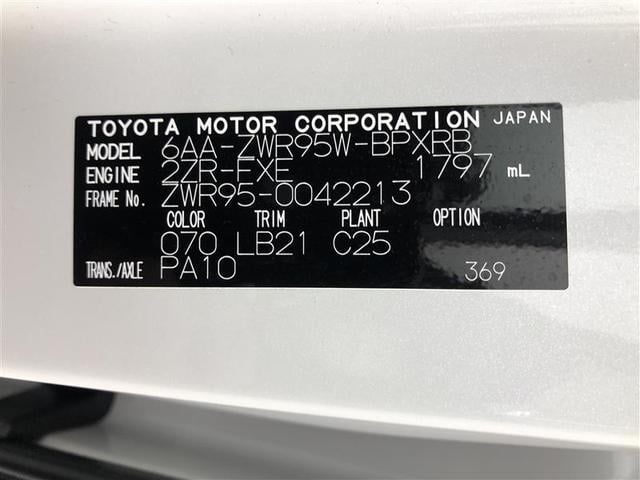 TOYOTA MOTOR CORPORATION JAPAN
MODEL 6AA-ZWR95W-BPXRB
ENGINE 2ZR-FXE 1797 mL
FRAME No. ZWR95-0042213
COLOR TRIM PLANT OPTION
070 LB21 C25
TRANS./AXLE PA10 369